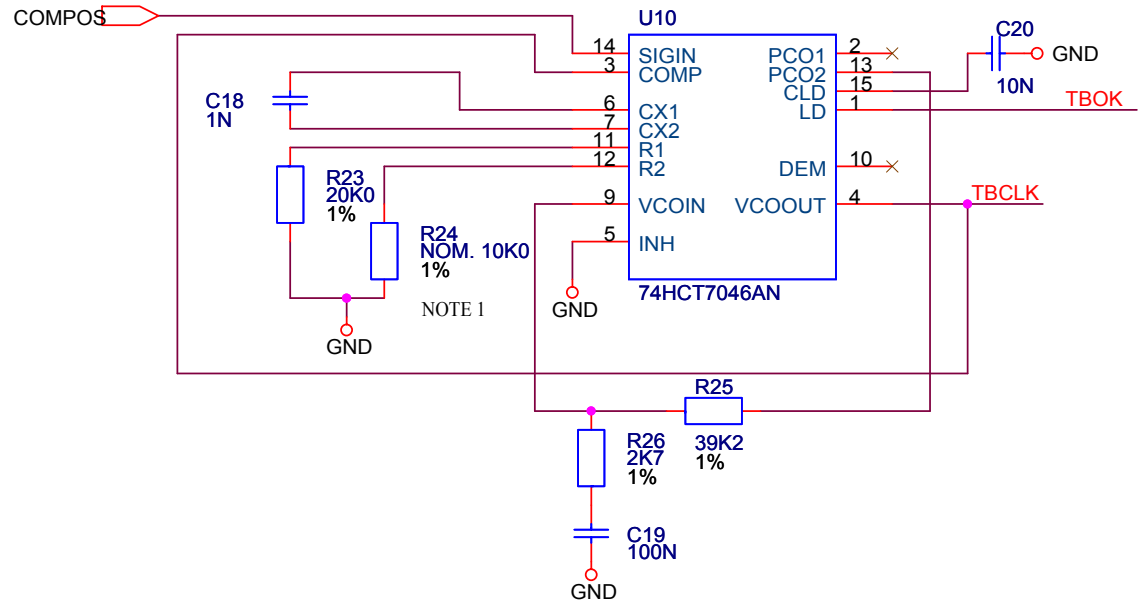 COMPOS
U10
C20
14
SIGIN
PCO1
2
GND
3
COMP
PCO2
13
CLD
15
10N
C18
1N
6
CX1
LD
1
TBOK
7
CX2
11
R1
12
R2
DEM
10
R23
20K0
1%
9
VCOIN
VCOOUT
4
TBCLK
R24
NOM. 10K0
1%
5
INH
NOTE 1
GND
74HCT7046AN
GND
R25
39K2
1%
R26
2K7
1%
C19
100N
GND